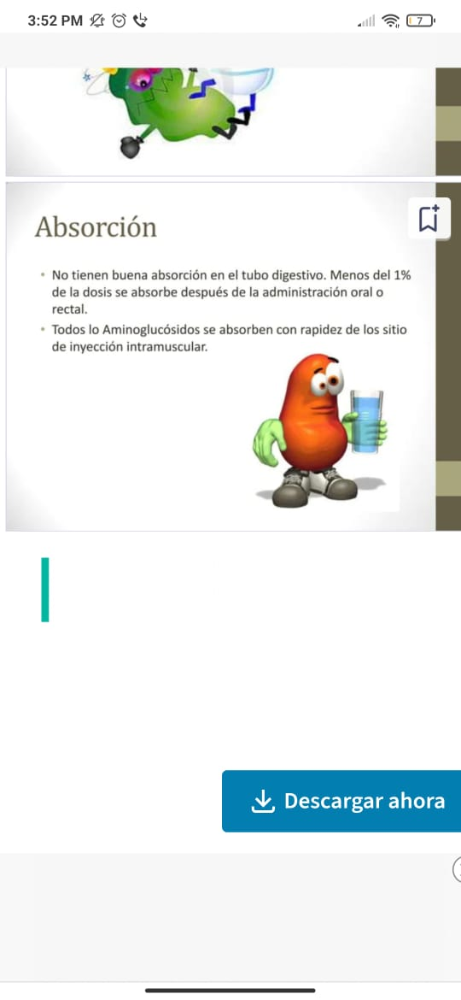 3:52 PM
7
Absorción
• No tienen buena absorción en el tubo digestivo. Menos del 1%
de la dosis se absorbe después de la administración oral o
rectal.
• Todos lo Aminoglucósidos se absorben con rapidez de los sitio
de inyección intramuscular.
Descargar ahora